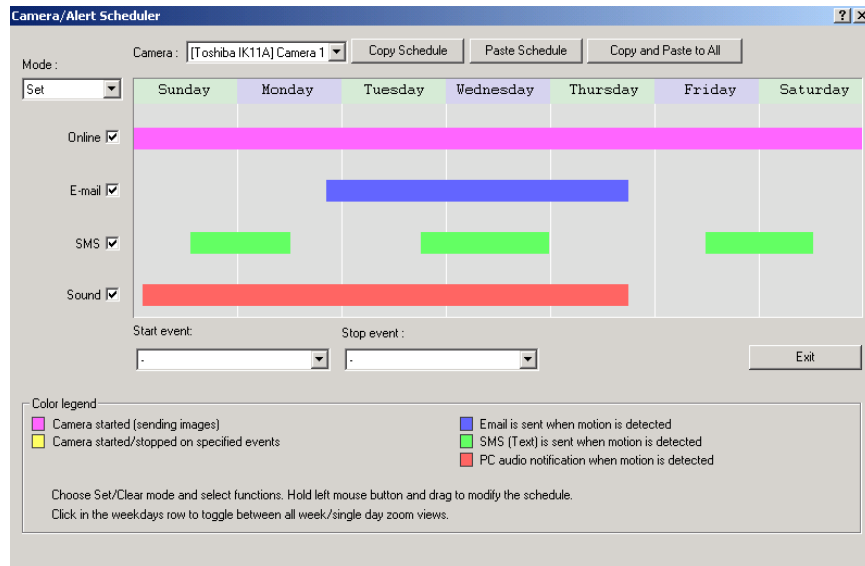 Camera/Alert Scheduler
Mode :
Camera : [Toshiba IK11A] Camera 1 Copy Schedule Paste Schedule Copy and Paste to All
Set Sunday Monday Tuesday Wednesday Thursday Friday Saturday
Online
E-mail
SMS
Sound
Start event: Stop event :
- - Exit
Color legend
Camera started (sending images) Email is sent when motion is detected
Camera started/stopped on specified events SMS (Text) is sent when motion is detected
PC audio notification when motion is detected
Choose Set/Clear mode and select functions. Hold left mouse button and drag to modify the schedule.
Click in the weekdays row to toggle between all week/single day zoom views.